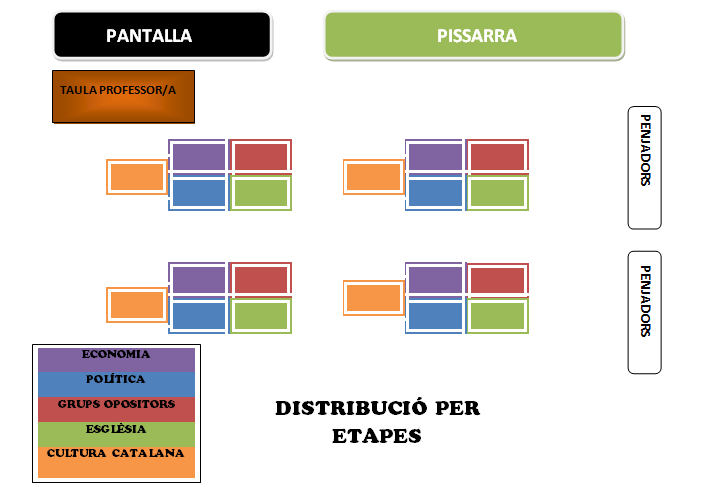 PANTALLA
PISSARRA
TAULA PROFESSOR/A
PENJADORS
PENJADORS
ECONOMIA
POLÍTICA
GRUPS OPOSITORS
ESGLÈSIA
CULTURA CATALANA
DISTRIBUCIÓ PER
ETAPES